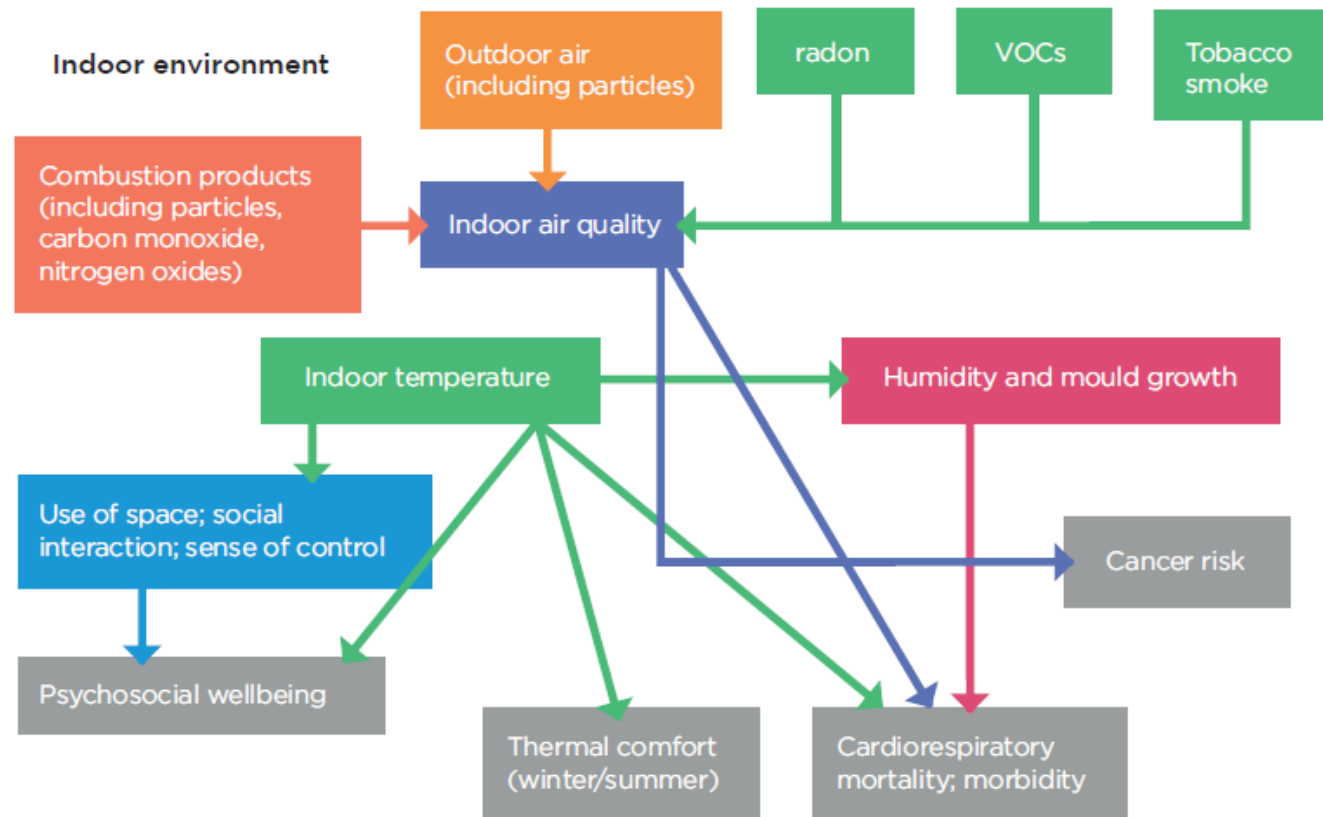 Indoor environment
Outdoor air
(including particles)
radon
VOCs
Tobacco
smoke
Combustion products
(including particles,
carbon monoxide,
nitrogen oxides)
Indoor air quality
Indoor temperature
Humidity and mould growth
Use of space; social
interaction; sense of control
Cancer risk
Psychosocial wellbeing
Thermal comfort
(winter/summer)
Cardiorespiratory
mortality; morbidity